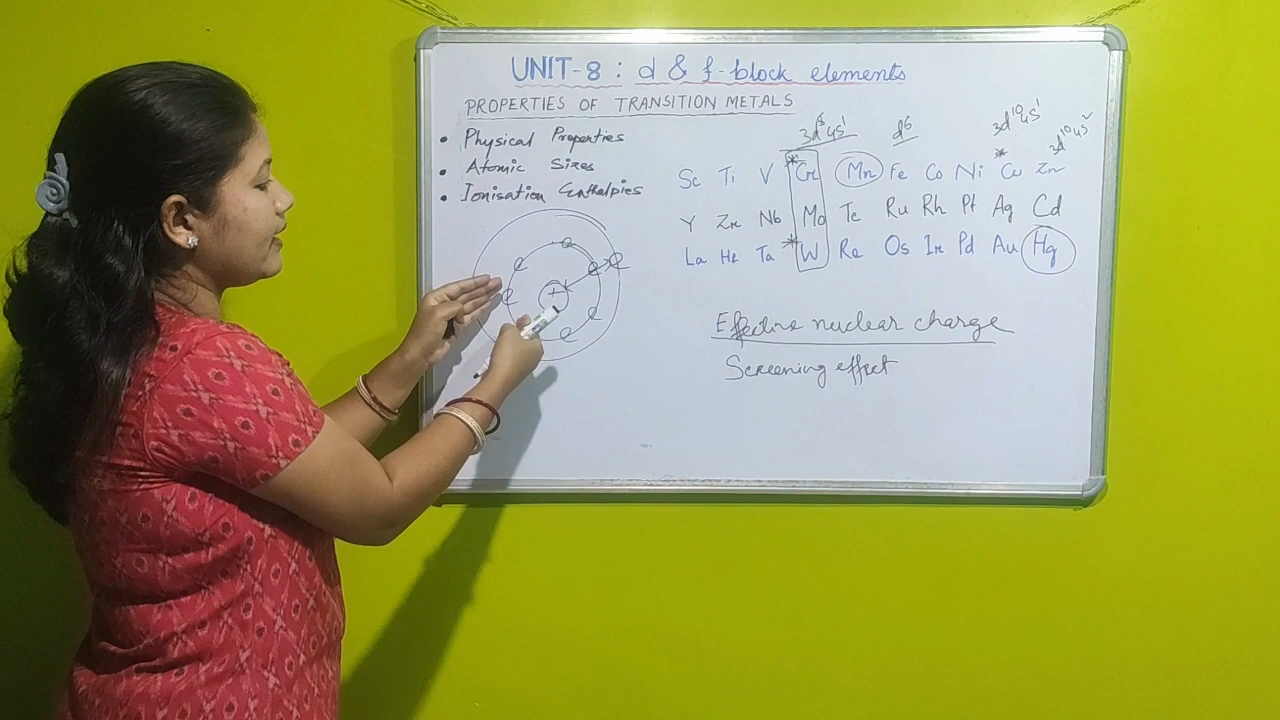 UNIT-8 : d & f-block elements
PROPERTIES OF TRANSITION METALS
• Physical Properties
• Atomic Sizes
• Ionisation Enthalpies
3d⁵4s¹ d⁶ 3d¹⁰4s¹ 3d¹⁰4s²
Sc Ti V *Cr Mn Fe Co Ni *Cu Zn
Y Zr Nb Mo Tc Ru Rh Pt Ag Cd
La Hf Ta *W Re Os Ir Pd Au Hg
+
e e e e e e e
Effective nuclear charge
Screening effect